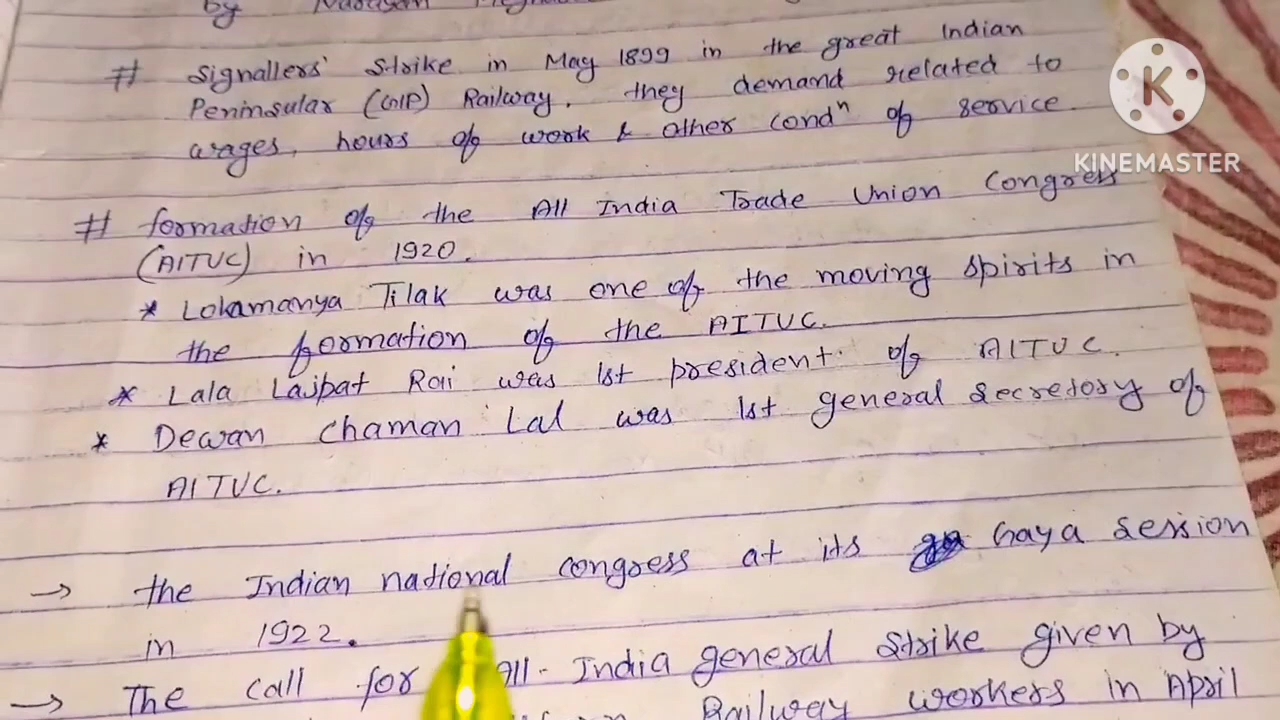 by
# Signallers' Strike in May 1899 in the great Indian
Peninsular (GIP) Railway. they demand related to
wages, hours of work & other condⁿ of service
# formation of the All India Trade Union Congress
(AITUC) in 1920.
* Lokamanya Tilak was one of the moving spirits in
the formation of the AITUC.
* Lala Lajpat Rai was 1st president. of AITUC.
* Dewan Chaman Lal was 1st general secretory of
AITUC.
→ the Indian national congress at its Gaya Session
in 1922.
→ The call for All-India general Strike given by
Railway workers in April
K
KINEMASTER